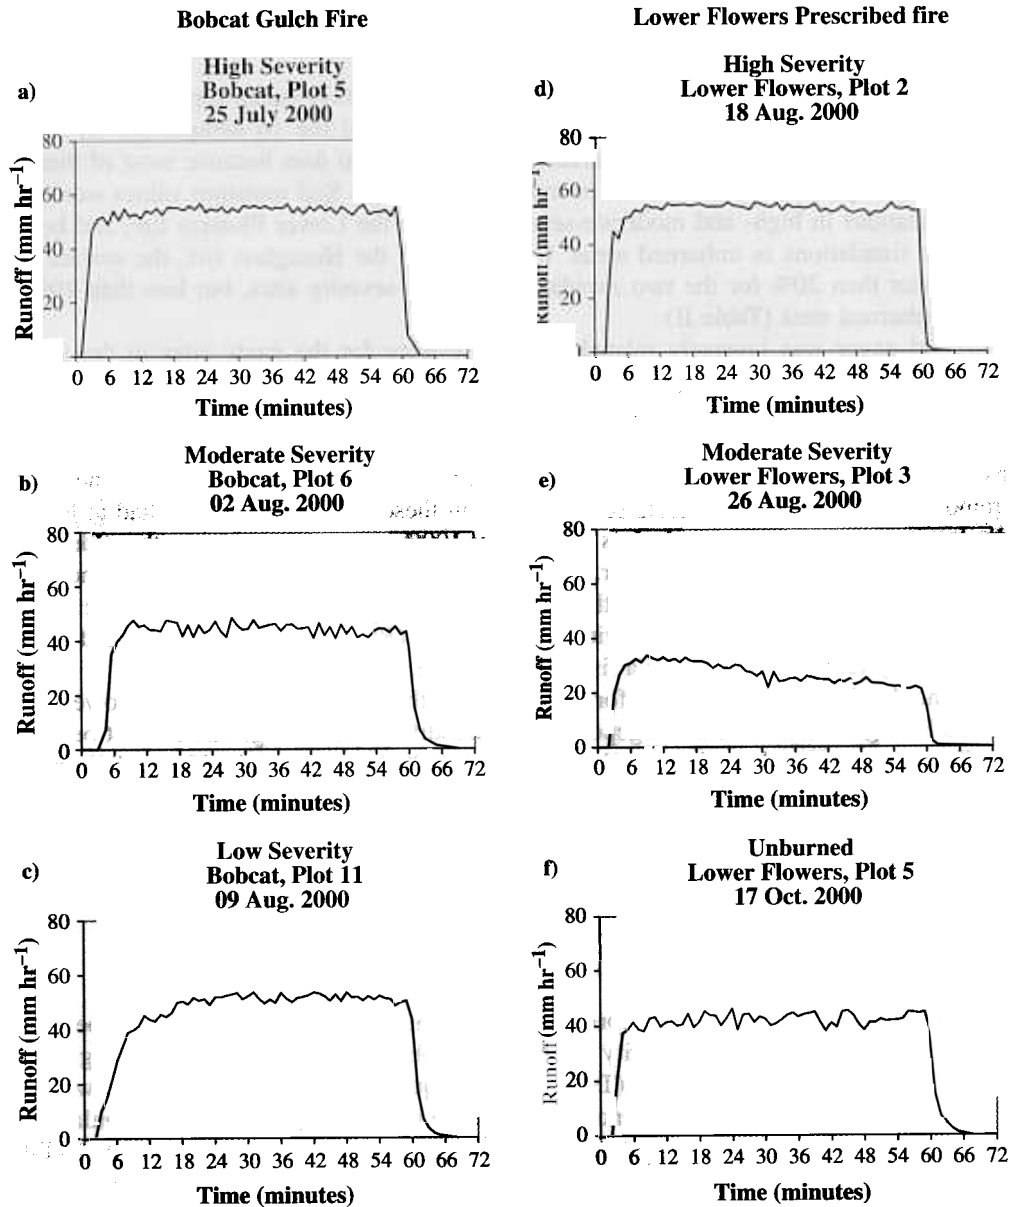 Bobcat Gulch Fire
Lower Flowers Prescribed fire
a)
High Severity
Bobcat, Plot 5
25 July 2000
Runoff (mm hr⁻¹)
80
60
40
20
0 6 12 18 24 30 36 42 48 54 60 66 72
Time (minutes)
d)
High Severity
Lower Flowers, Plot 2
18 Aug. 2000
Runoff (mm hr⁻¹)
80
60
40
20
0 6 12 18 24 30 36 42 48 54 60 66 72
Time (minutes)
b)
Moderate Severity
Bobcat, Plot 6
02 Aug. 2000
Runoff (mm hr⁻¹)
80
60
40
20
0
0 6 12 18 24 30 36 42 48 54 60 66 72
Time (minutes)
e)
Moderate Severity
Lower Flowers, Plot 3
26 Aug. 2000
Runoff (mm hr⁻¹)
80
60
40
20
0
0 6 12 18 24 30 36 42 48 54 60 66 72
Time (minutes)
c)
Low Severity
Bobcat, Plot 11
09 Aug. 2000
Runoff (mm hr⁻¹)
80
60
40
20
0
0 6 12 18 24 30 36 42 48 54 60 66 72
Time (minutes)
f)
Unburned
Lower Flowers, Plot 5
17 Oct. 2000
Runoff (mm hr⁻¹)
80
60
40
20
0
0 6 12 18 24 30 36 42 48 54 60 66 72
Time (minutes)